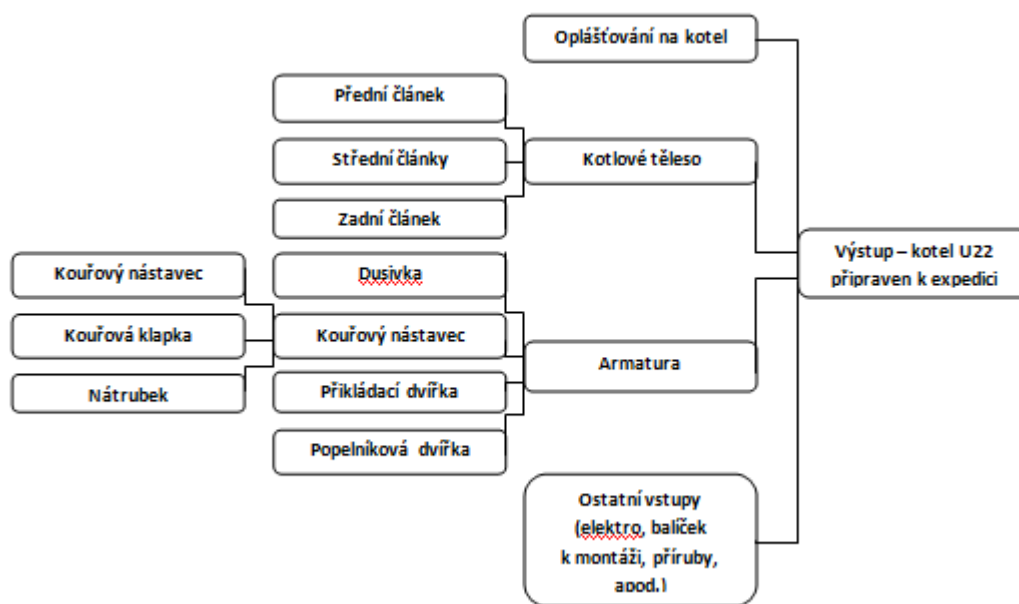 Oplášťování na kotel
Přední článek
Střední články
Kotlové těleso
Zadní článek
Výstup – kotel U22
připraven k expedici
Kouřový nástavec
Dusivka
Kouřová klapka
Kouřový nástavec
Armatura
Nátrubek
Přikládací dvířka
Popelníková dvířka
Ostatní vstupy
(elektro, balíček
k montáži, příruby,
apod.)